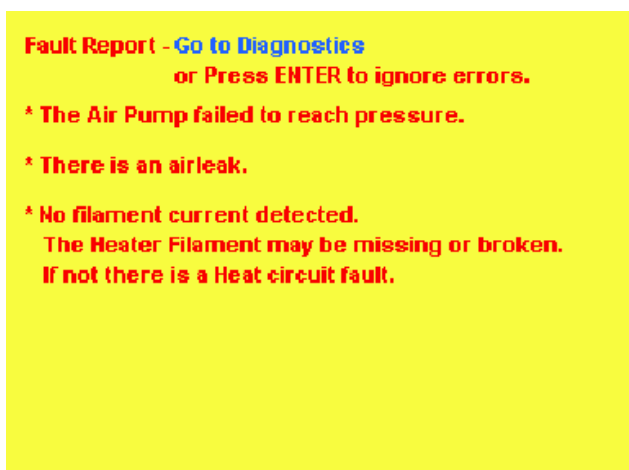 Fault Report - Go to Diagnostics
or Press ENTER to ignore errors.
* The Air Pump failed to reach pressure.
* There is an airleak.
* No filament current detected.
The Heater Filament may be missing or broken.
If not there is a Heat circuit fault.